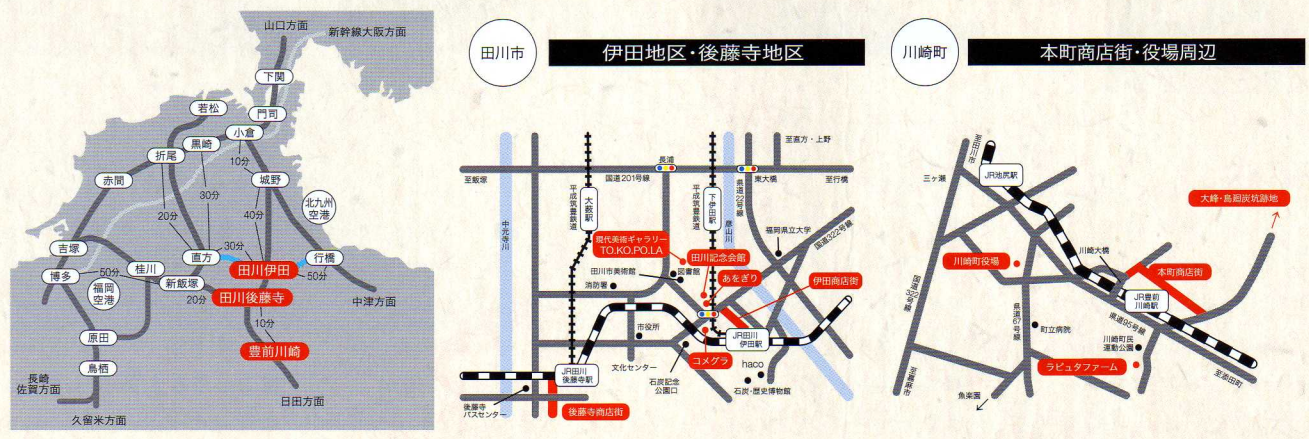 山口方面
新幹線大阪方面
下関
門司
若松
小倉
黒崎
10分
折尾
赤間
城野
30分
北九州
空港
20分
40分
吉塚
30分
直方
田川伊田
行橋
50分
博多
50分
桂川
新飯塚
福岡
空港
20分
田川後藤寺
中津方面
10分
原田
豊前川崎
鳥栖
長崎
佐賀方面
日田方面
久留米方面
田川市
伊田地区・後藤寺地区
至直方・上野
長浦
至飯塚
国道201号線
東大橋
至行橋
平成筑豊鉄道
大藪駅
平成筑豊鉄道
下伊田駅
県道22号線
中元寺川
彦山川
福岡県立大学
国道322号線
現代美術ギャラリー
TO.KO.PO.LA
田川記念会館
田川市美術館
図書館
消防署
あをぎり
伊田商店街
市役所
JR田川
伊田駅
文化センター
コメグラ
JR田川
後藤寺駅
石炭記念
公園口
haco
石炭・歴史博物館
後藤寺
バスセンター
後藤寺商店街
川崎町
本町商店街・役場周辺
至田川市
三ヶ瀬
JR池尻駅
大峰・島廻炭坑跡地
川崎大橋
川崎町役場
本町商店街
国道322号線
JR豊前
川崎駅
県道67号線
県道95号線
町立病院
川崎町民
運動公園
ラピュタファーム
至添田町
至嘉麻市
魚楽園